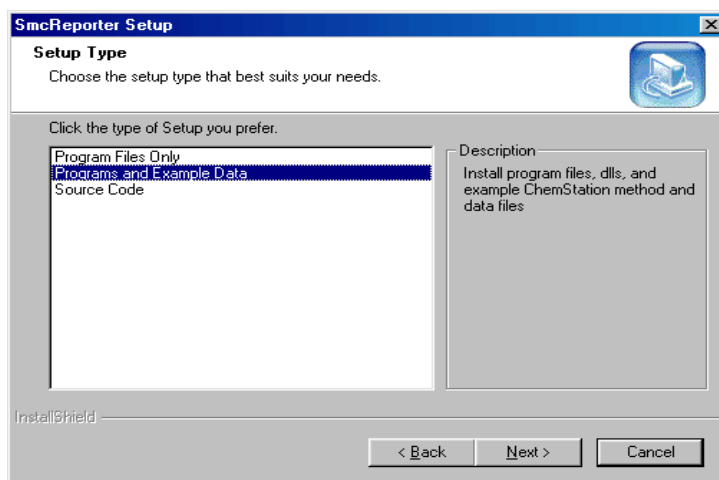 SmcReporter Setup
Setup Type
Choose the setup type that best suits your needs.
Click the type of Setup you prefer.
Program Files Only
Programs and Example Data
Source Code
Description
Install program files, dlls, and
example ChemStation method and
data files
InstallShield
< Back
Next >
Cancel